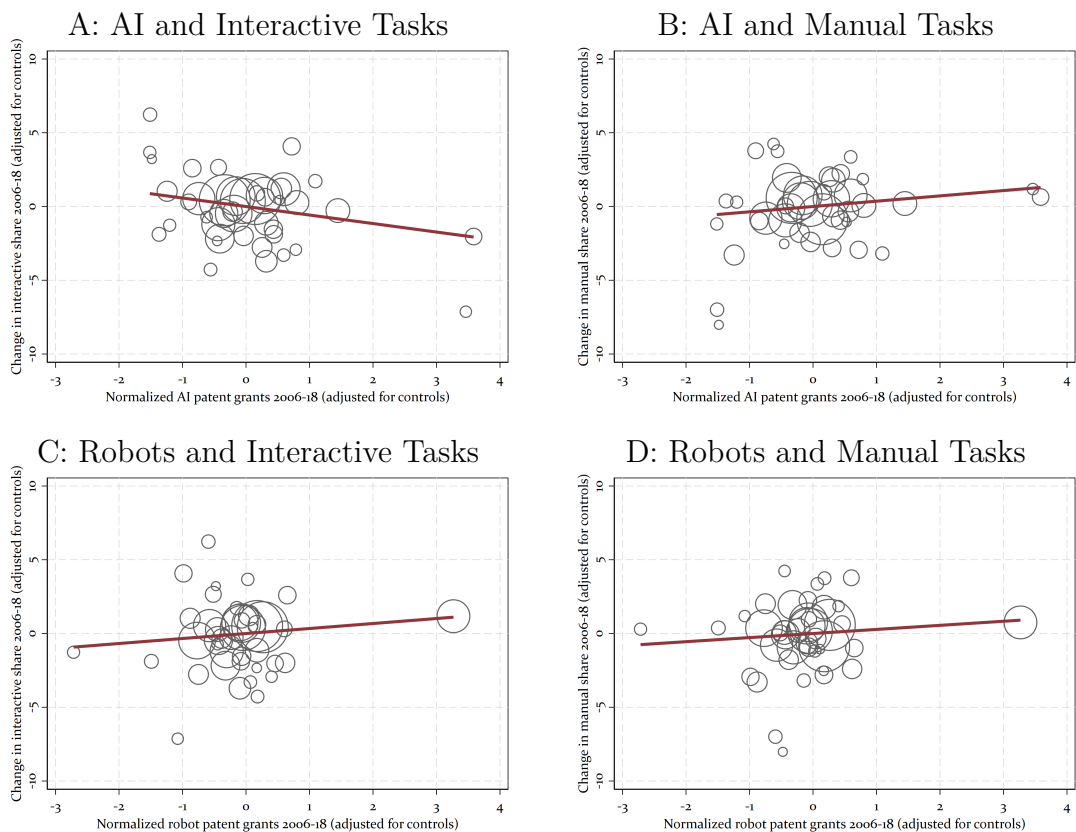 A: AI and Interactive Tasks
Change in interactive share 2006-18 (adjusted for controls)
10
5
0
-5
-10
-3 -2 -1 0 1 2 3 4
Normalized AI patent grants 2006-18 (adjusted for controls)
B: AI and Manual Tasks
Change in manual share 2006-18 (adjusted for controls)
10
5
0
-5
-10
-3 -2 -1 0 1 2 3 4
Normalized AI patent grants 2006-18 (adjusted for controls)
C: Robots and Interactive Tasks
Change in interactive share 2006-18 (adjusted for controls)
10
5
0
-5
-10
-3 -2 -1 0 1 2 3 4
Normalized robot patent grants 2006-18 (adjusted for controls)
D: Robots and Manual Tasks
Change in manual share 2006-18 (adjusted for controls)
10
5
0
-5
-10
-3 -2 -1 0 1 2 3 4
Normalized robot patent grants 2006-18 (adjusted for controls)